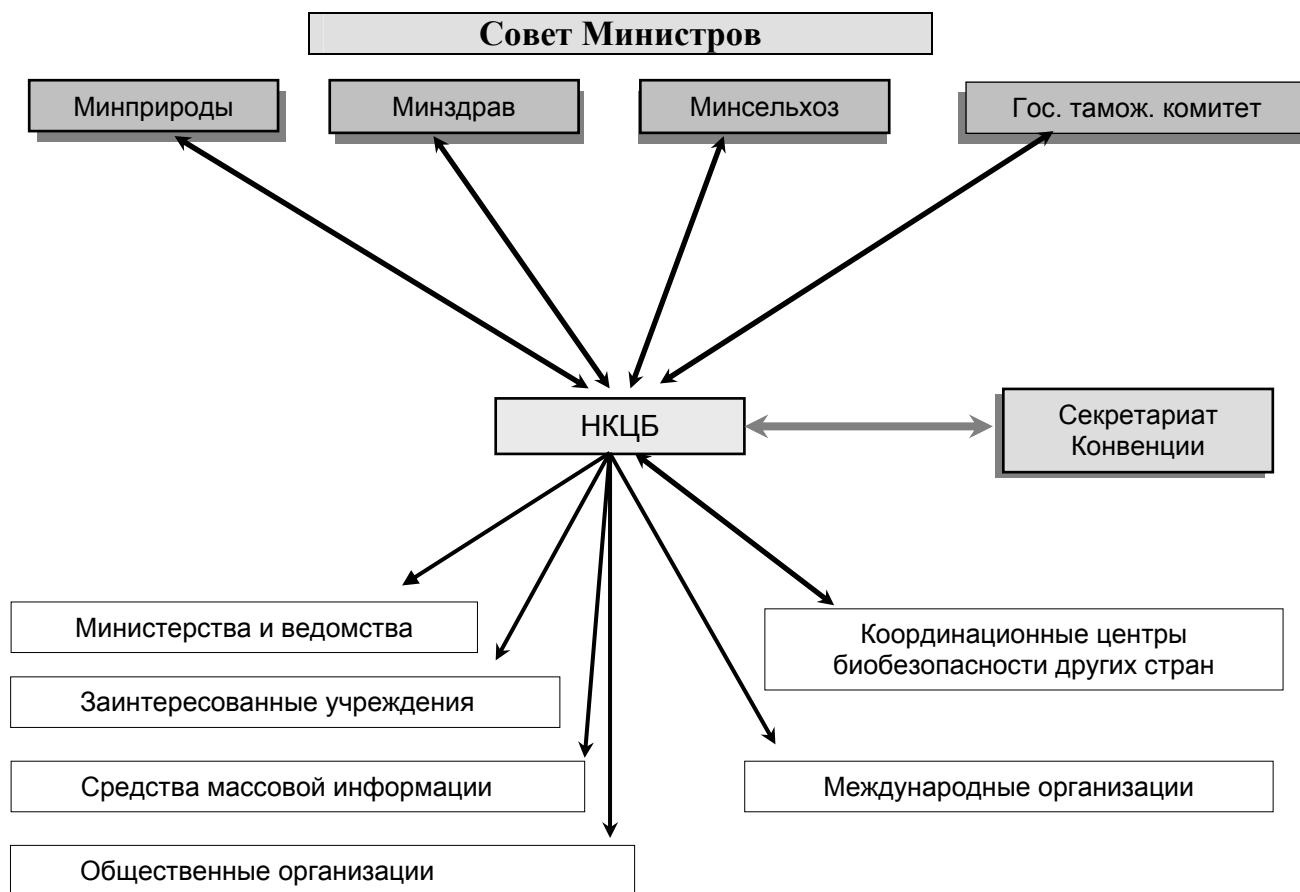 Совет Министров
Минприроды
Минздрав
Минсельхоз
Гос. тамож. комитет
НКЦБ
Секретариат
Конвенции
Министерства и ведомства
Заинтересованные учреждения
Средства массовой информации
Общественные организации
Координационные центры
биобезопасности других стран
Международные организации